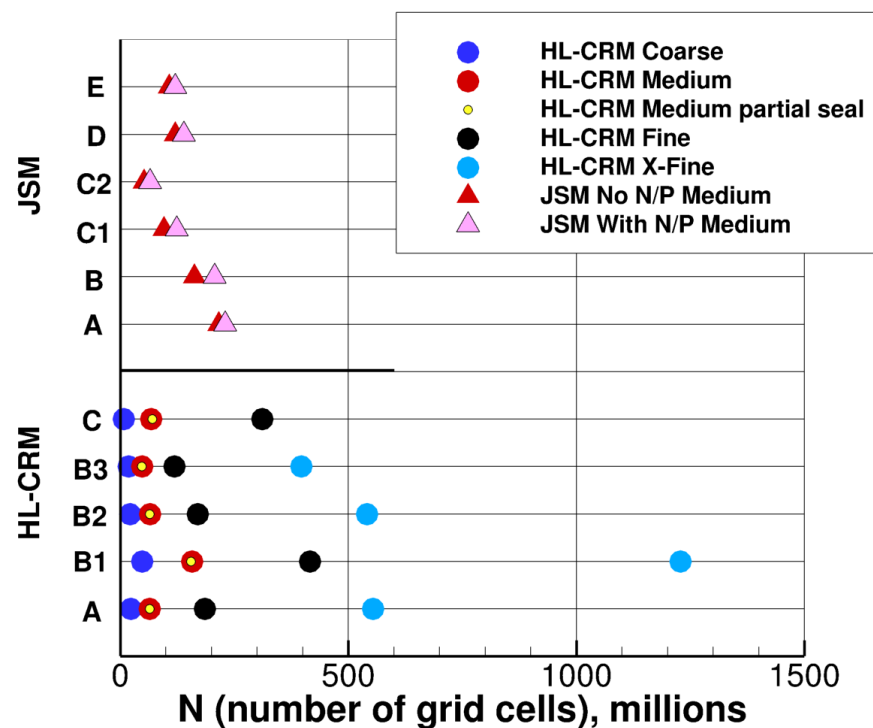 HL-CRM Coarse
HL-CRM Medium
HL-CRM Medium partial seal
HL-CRM Fine
HL-CRM X-Fine
JSM No N/P Medium
JSM With N/P Medium
JSM
E
D
C2
C1
B
A
HL-CRM
C
B3
B2
B1
A
0 500 1000 1500
N (number of grid cells), millions